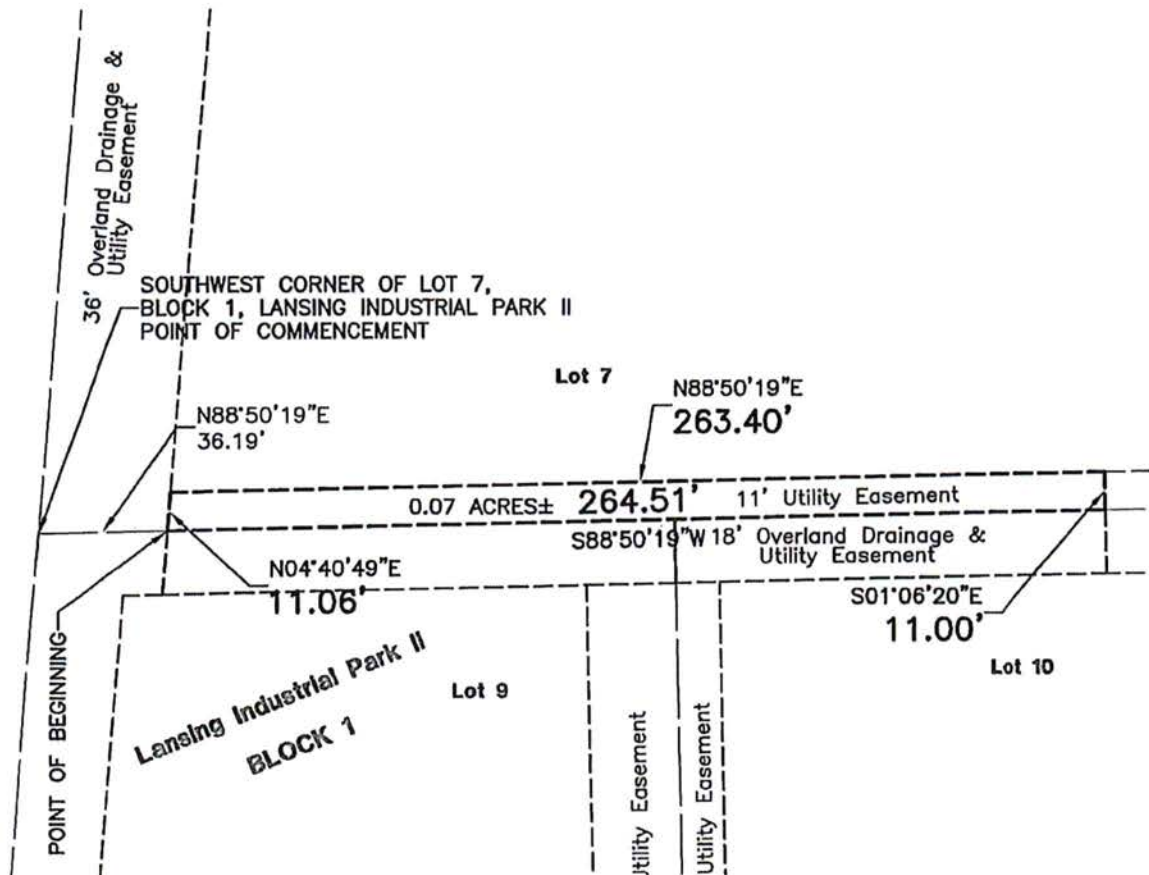 36' Overland Drainage &
Utility Easement
SOUTHWEST CORNER OF LOT 7,
BLOCK 1, LANSING INDUSTRIAL PARK II
POINT OF COMMENCEMENT
Lot 7
N88°50'19"E
263.40'
N88°50'19"E
36.19'
0.07 ACRES± 264.51' 11' Utility Easement
S88°50'19"W 18' Overland Drainage &
Utility Easement
N04°40'49"E
11.06'
S01°06'20"E
11.00'
POINT OF BEGINNING
Lansing Industrial Park II
BLOCK 1
Lot 9
Lot 10
Utility Easement
Utility Easement